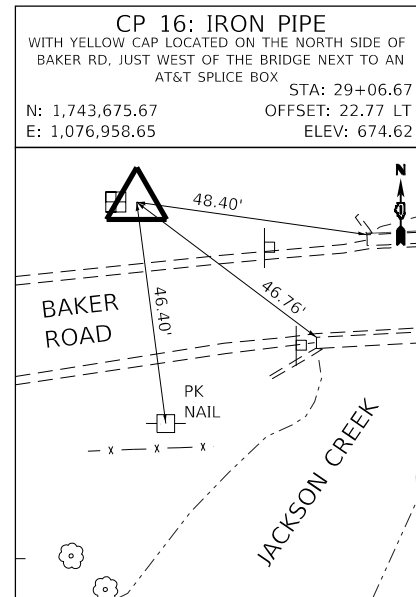 CP 16: IRON PIPE
WITH YELLOW CAP LOCATED ON THE NORTH SIDE OF
BAKER RD, JUST WEST OF THE BRIDGE NEXT TO AN
AT&T SPLICE BOX
STA: 29+06.67
N: 1,743,675.67 OFFSET: 22.77 LT
E: 1,076,958.65 ELEV: 674.62
48.40'
N
46.76'
46.40'
BAKER
ROAD
PK
NAIL
x x x
JACKSON CREEK